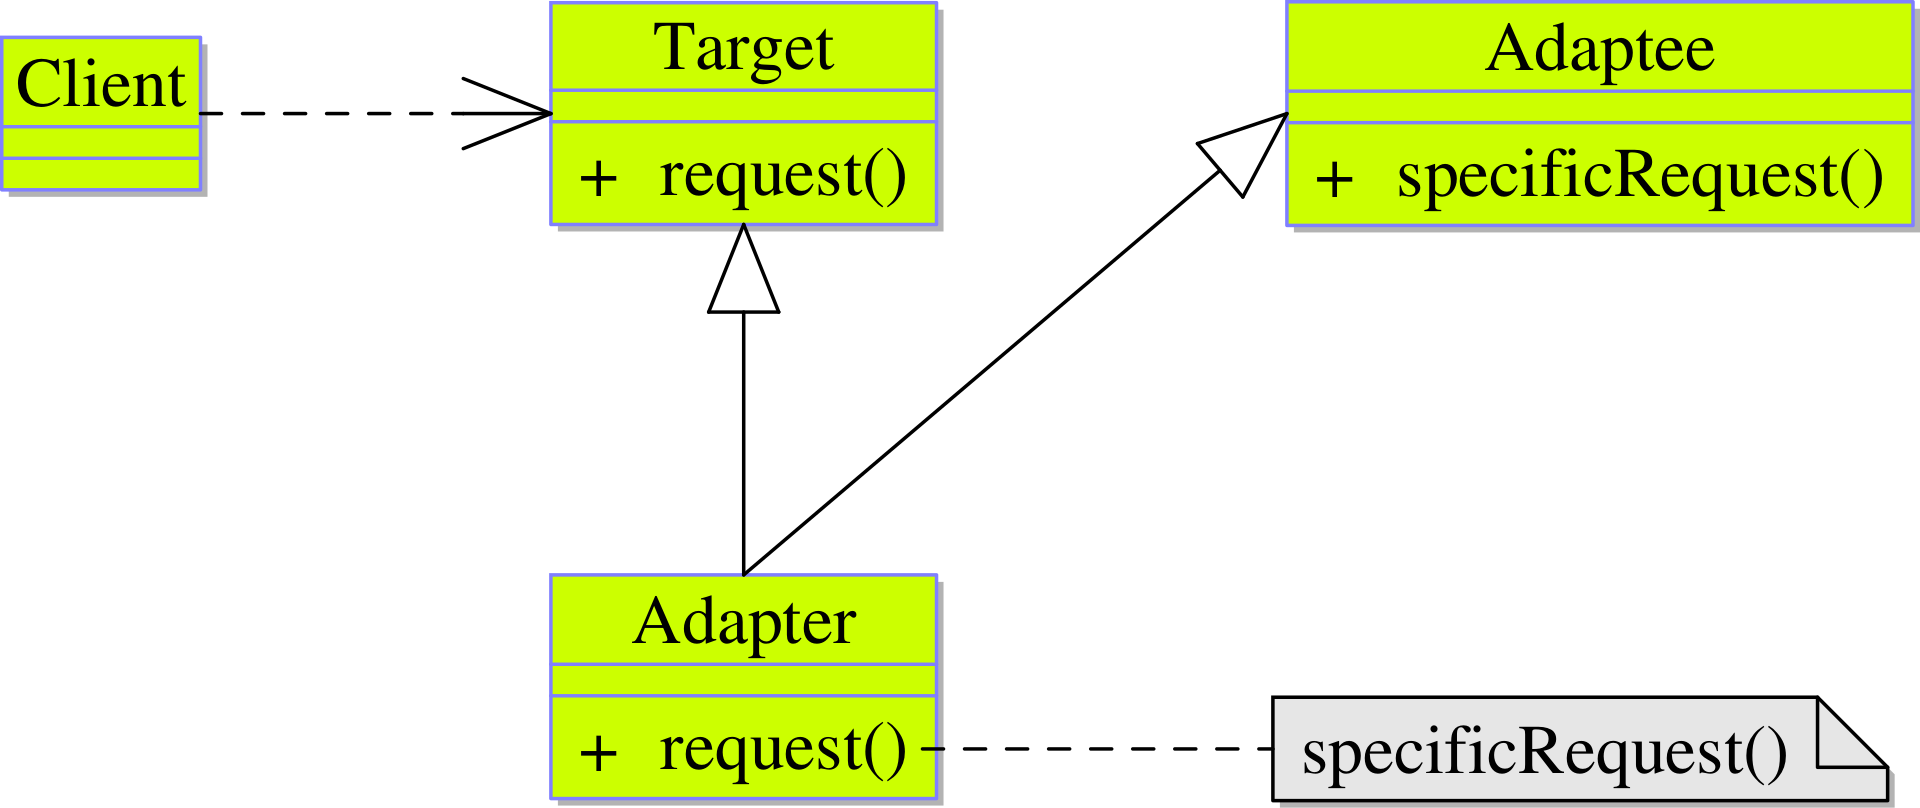 Client
Target
+ request()
Adaptee
+ specificRequest()
Adapter
+ request()
specificRequest()